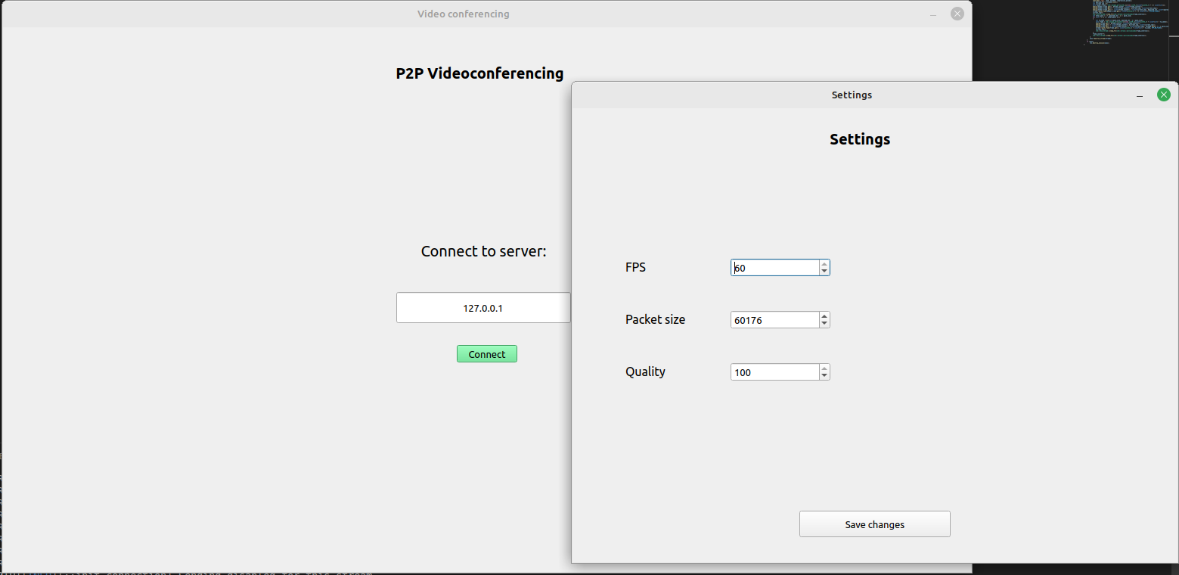 Video conferencing
P2P Videoconferencing
Connect to server:
127.0.0.1
Connect
Settings
Settings
FPS
60
Packet size
60176
Quality
100
Save changes